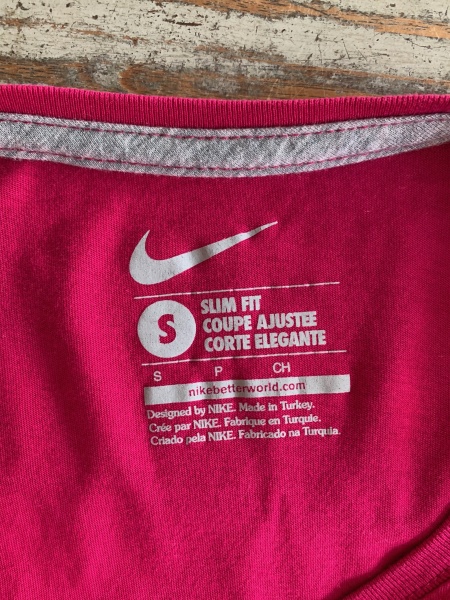 S
SLIM FIT
COUPE AJUSTEE
CORTE ELEGANTE
S P CH
nikebetterworld.com
Designed by NIKE. Made in Turkey.
Crée par NIKE. Fabrique en Turquie.
Criado pela NIKE. Fabricado na Turquia.